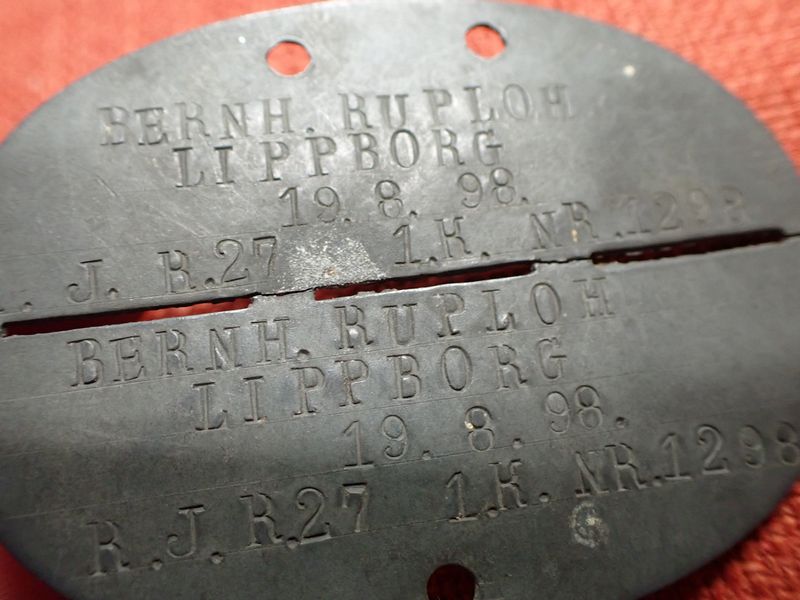 BERNH. RUPLOH
LIPPBORG
19. 8. 98.
R. J. R. 27 1.K. NR. 1298
BERNH. RUPLOH
LIPPBORG
19. 8. 98.
R. J. R. 27 1.K. NR. 1298